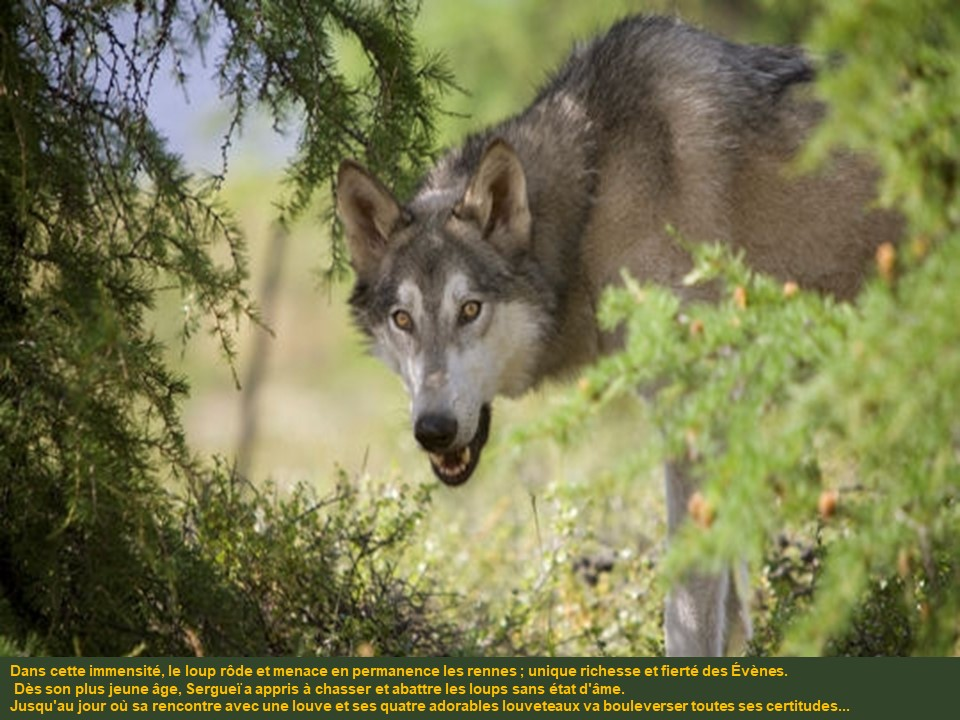 Dans cette immensité, le loup rôde et menace en permanence les rennes ; unique richesse et fierté des Évènes.
Dès son plus jeune âge, Sergueï a appris à chasser et abattre les loups sans état d'âme.
Jusqu'au jour où sa rencontre avec une louve et ses quatre adorables louveteaux va bouleverser toutes ses certitudes...